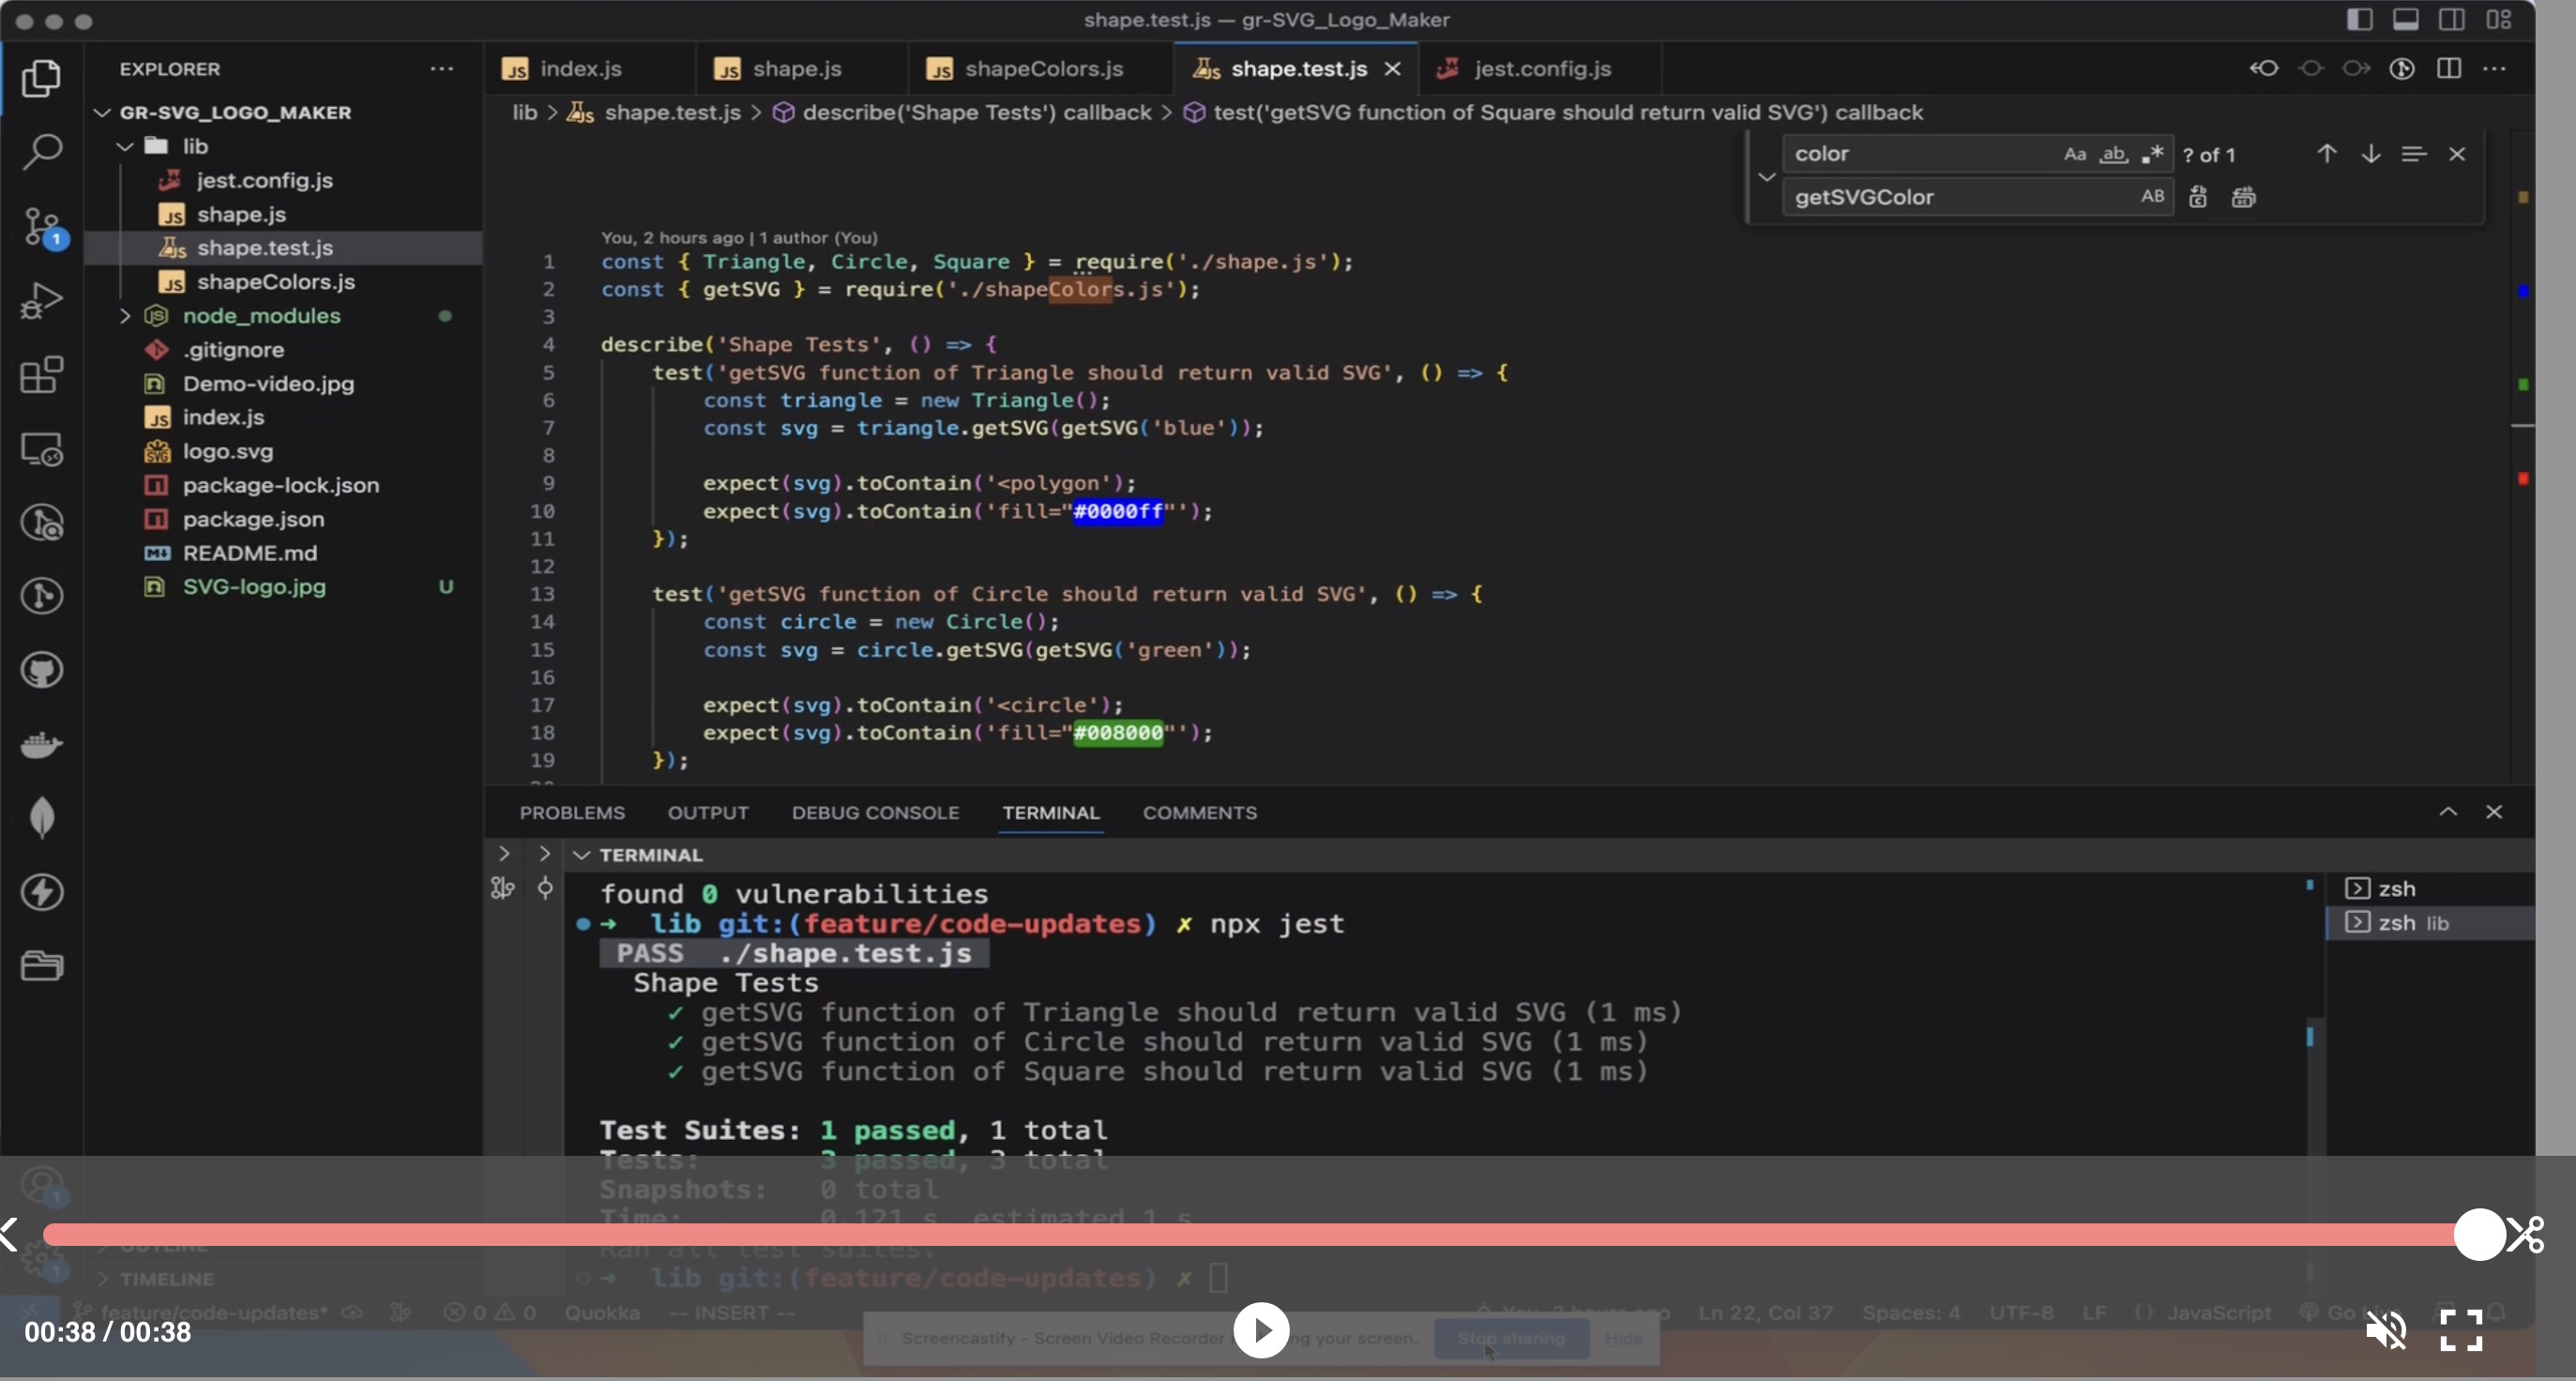 shape.test.js — gr-SVG_Logo_Maker
EXPLORER
GR-SVG_LOGO_MAKER
lib
jest.config.js
shape.js
shape.test.js
shapeColors.js
node_modules
.gitignore
Demo-video.jpg
index.js
logo.svg
package-lock.json
package.json
README.md
SVG-logo.jpg U
OUTLINE
TIMELINE
index.js shape.js shapeColors.js shape.test.js jest.config.js
lib > shape.test.js > describe('Shape Tests') callback > test('getSVG function of Square should return valid SVG') callback
color Aa ab ? of 1
getSVGColor AB
You, 2 hours ago | 1 author (You)
1 const { Triangle, Circle, Square } = require('./shape.js');
2 const { getSVG } = require('./shapeColors.js');
3
4 describe('Shape Tests', () => {
5 test('getSVG function of Triangle should return valid SVG', () => {
6 const triangle = new Triangle();
7 const svg = triangle.getSVG(getSVG('blue'));
8
9 expect(svg).toContain('<polygon');
10 expect(svg).toContain('fill="#0000ff"');
11 });
12
13 test('getSVG function of Circle should return valid SVG', () => {
14 const circle = new Circle();
15 const svg = circle.getSVG(getSVG('green'));
16
17 expect(svg).toContain('<circle');
18 expect(svg).toContain('fill="#008000"');
19 });
PROBLEMS OUTPUT DEBUG CONSOLE TERMINAL COMMENTS
TERMINAL
found 0 vulnerabilities
→ lib git:(feature/code-updates) ✗ npx jest
PASS ./shape.test.js
Shape Tests
✓ getSVG function of Triangle should return valid SVG (1 ms)
✓ getSVG function of Circle should return valid SVG (1 ms)
✓ getSVG function of Square should return valid SVG (1 ms)
Test Suites: 1 passed, 1 total
Tests: 3 passed, 3 total
Snapshots: 0 total
Time: 0.121 s, estimated 1 s
Ran all test suites.
→ lib git:(feature/code-updates) ✗
zsh
zsh lib
feature/code-updates* 0 0 Quokka -- INSERT -- Ln 22, Col 37 Spaces: 4 UTF-8 LF {} JavaScript Go
00:38 / 00:38
Screencastify - Screen Video Recorder your screen. Stop sharing Hide